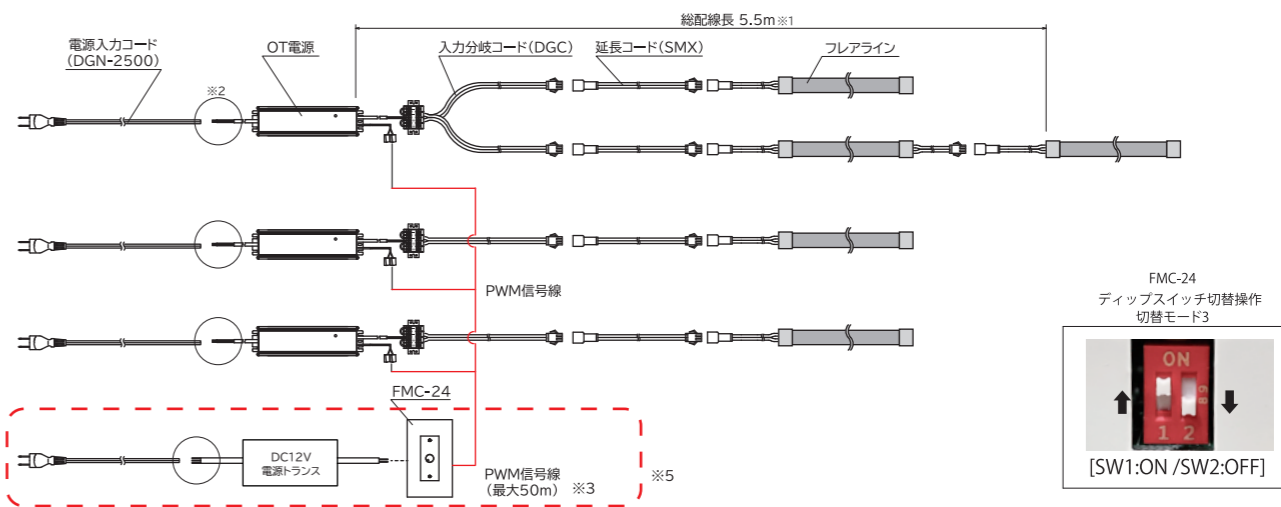 総配線長 5.5m※1
電源入力コード
(DGN-2500)
OT電源
入力分岐コード(DGC)
延長コード(SMX)
フレアライン
※2
PWM信号線
FMC-24
DC12V
電源トランス
PWM信号線
(最大50m) ※3
※5
FMC-24
ディップスイッチ切替操作
切替モード3
ON
89
1 2
[SW1:ON /SW2:OFF]